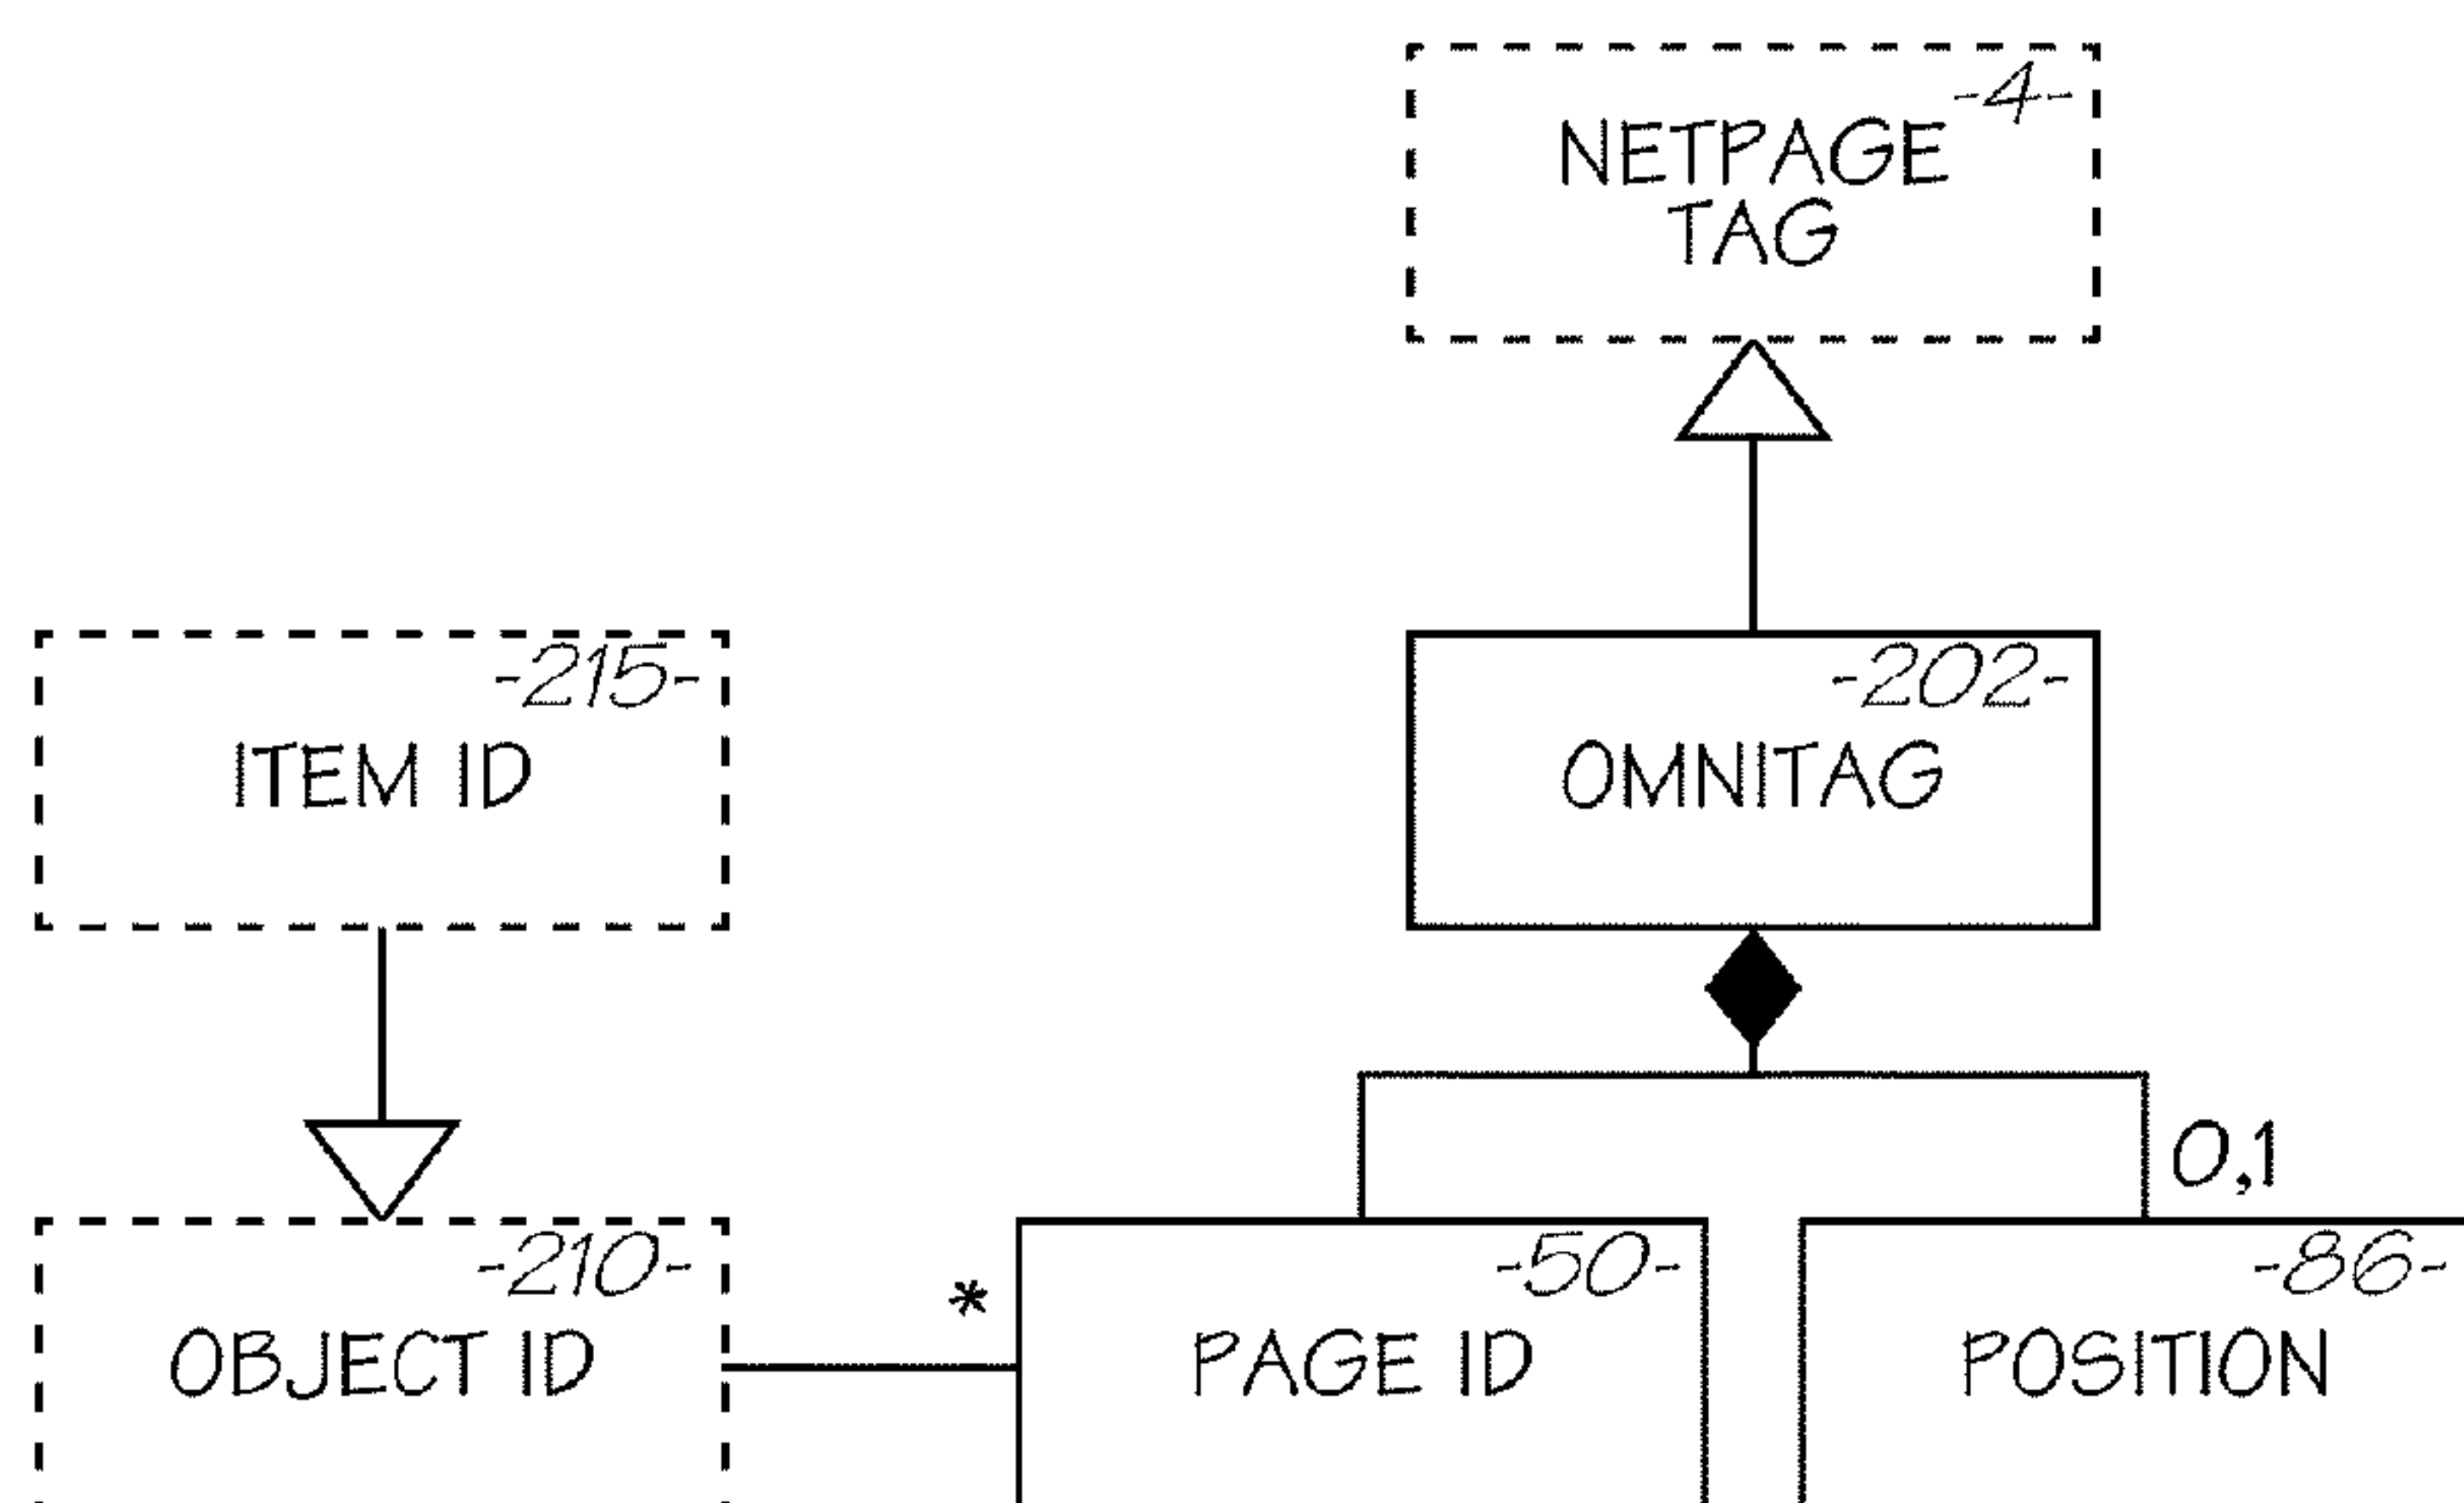 -4-
NETPAGE
TAG
-215-
ITEM ID
-202-
OMNITAG
0,1
-210-
OBJECT ID
*
-50-
PAGE ID
-86-
POSITION